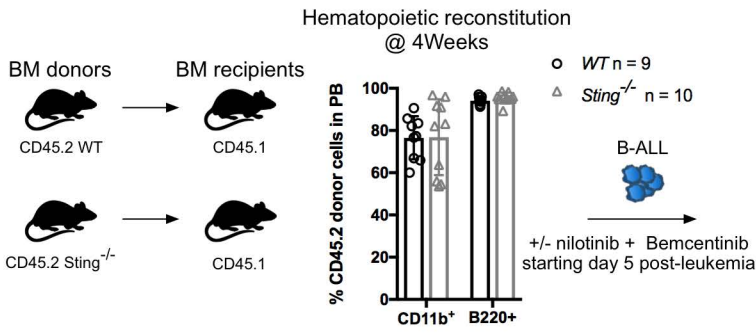 Hematopoietic reconstitution
@ 4Weeks
BM donors
BM recipients
CD45.2 WT
CD45.1
CD45.2 Sting-/-
CD45.1
% CD45.2 donor cells in PB
100
80
60
40
20
0
CD11b+
B220+
WT n = 9
Sting-/- n = 10
B-ALL
+/- nilotinib + Bemcentinib
starting day 5 post-leukemia